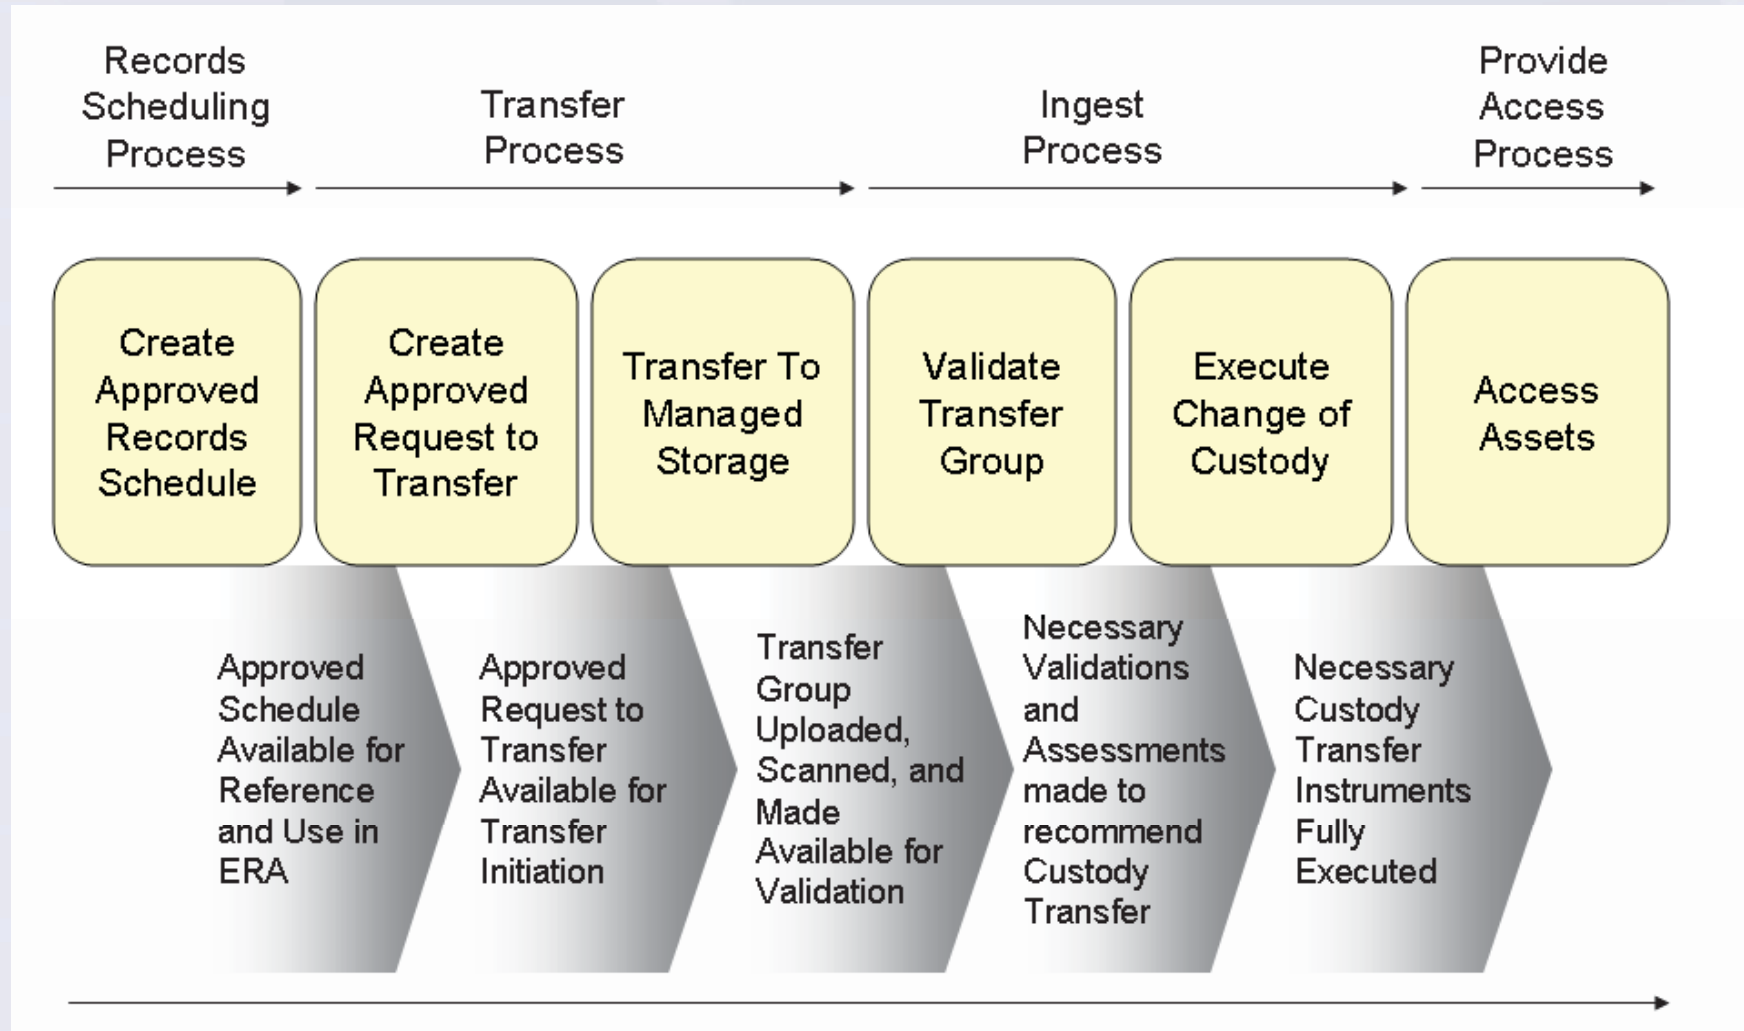 Records
Scheduling
Process
Transfer
Process
Ingest
Process
Provide
Access
Process
Create
Approved
Records
Schedule
Create
Approved
Request to
Transfer
Transfer To
Managed
Storage
Validate
Transfer
Group
Execute
Change of
Custody
Access
Assets
Approved
Schedule
Available for
Reference
and Use in
ERA
Approved
Request to
Transfer
Available for
Transfer
Initiation
Transfer
Group
Uploaded,
Scanned, and
Made
Available for
Validation
Necessary
Validations
and
Assessments
made to
recommend
Custody
Transfer
Necessary
Custody
Transfer
Instruments
Fully
Executed